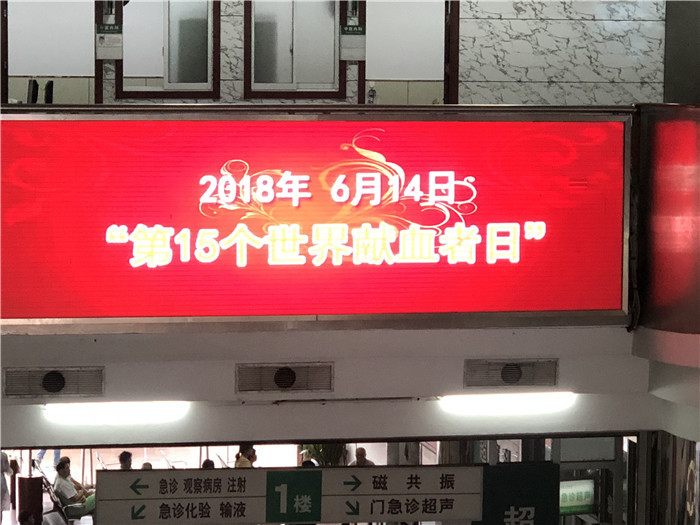 2018年 6月14日
“第15个世界献血者日”
急诊 观察病房 注射
急诊化验 输液
1楼
磁共振
门急诊超声
超